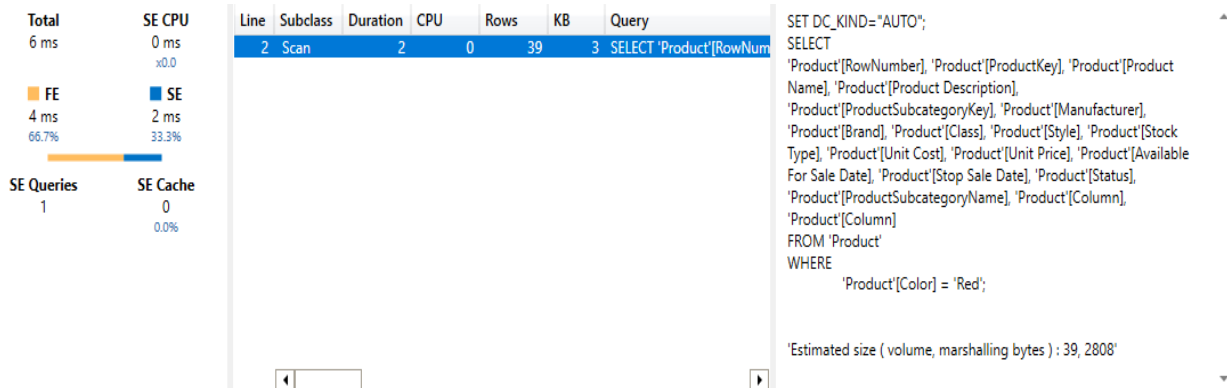 Total SE CPU
6 ms 0 ms
x0.0
FE SE
4 ms 2 ms
66.7% 33.3%
SE Queries SE Cache
1 0
0.0%
Line Subclass Duration CPU Rows KB Query
2 Scan 2 0 39 3 SELECT 'Product'[RowNum
SET DC_KIND="AUTO";
SELECT
'Product'[RowNumber], 'Product'[ProductKey], 'Product'[Product
Name], 'Product'[Product Description],
'Product'[ProductSubcategoryKey], 'Product'[Manufacturer],
'Product'[Brand], 'Product'[Class], 'Product'[Style], 'Product'[Stock
Type], 'Product'[Unit Cost], 'Product'[Unit Price], 'Product'[Available
For Sale Date], 'Product'[Stop Sale Date], 'Product'[Status],
'Product'[ProductSubcategoryName], 'Product'[Column],
'Product'[Column]
FROM 'Product'
WHERE
'Product'[Color] = 'Red';
'Estimated size ( volume, marshalling bytes ) : 39, 2808'